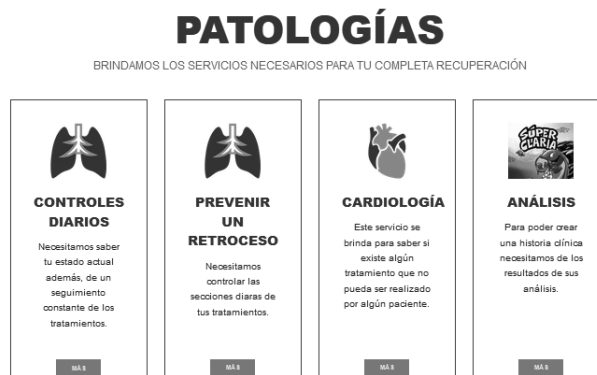 PATOLOGÍAS
BRINDAMOS LOS SERVICIOS NECESARIOS PARA TU COMPLETA RECUPERACIÓN
CONTROLES
DIARIOS
Necesitamos saber
tu estado actual
además, de un
seguimiento
constante de los
tratamientos.
MÁS
PREVENIR
UN
RETROCESO
Necesitamos
controlar las
secciones diaras de
tus tratamientos.
MÁS
CARDIOLOGÍA
Este servicio se
brinda para saber si
existe algún
tratamiento que no
pueda ser realizado
por algún paciente.
MÁS
SÚPER
CLARIA
ANÁLISIS
Para poder crear
una historia clínica
necesitamos de los
resultados de sus
análisis.
MÁS